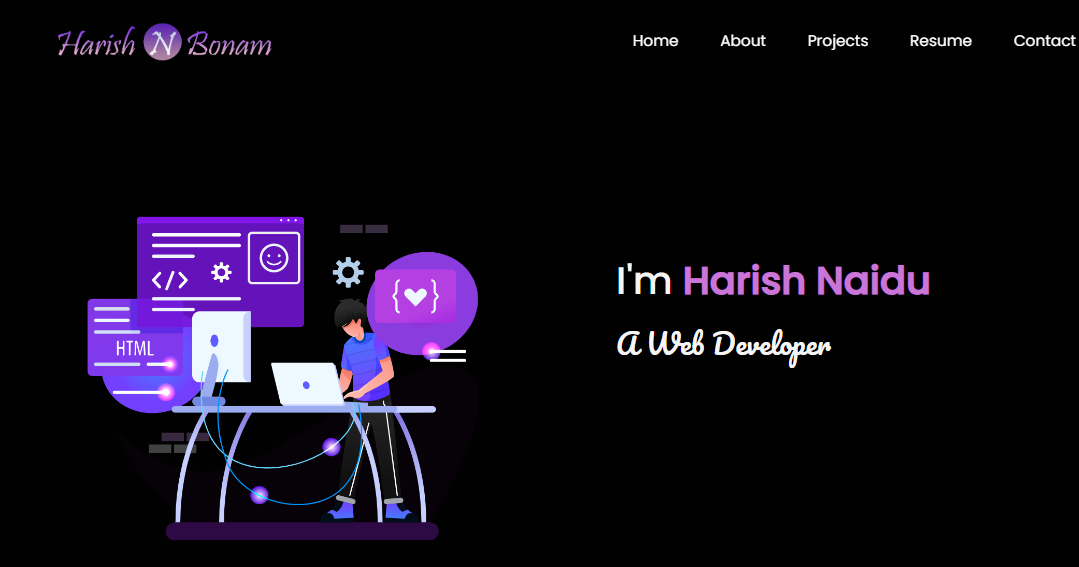 Harish N Bonam
Home About Projects Resume Contact
</>
HTML
{ }
I'm Harish Naidu
A Web Developer